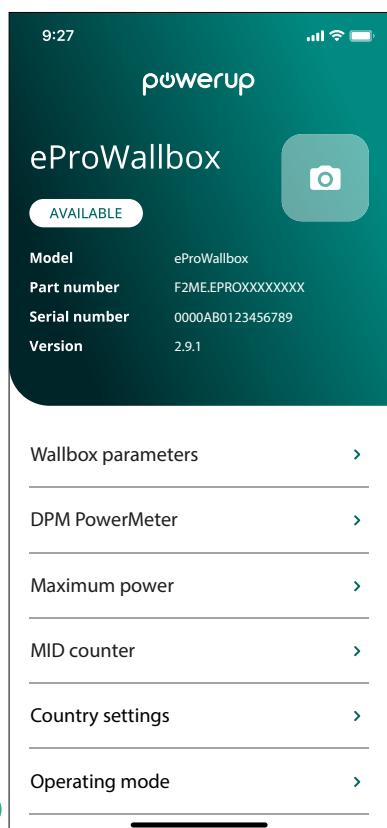 9:27
powerup
eProWallbox
AVAILABLE
Model eProWallbox
Part number F2ME.EPROXXXXXXXX
Serial number 0000AB0123456789
Version 2.9.1
Wallbox parameters
DPM PowerMeter
Maximum power
MID counter
Country settings
Operating mode